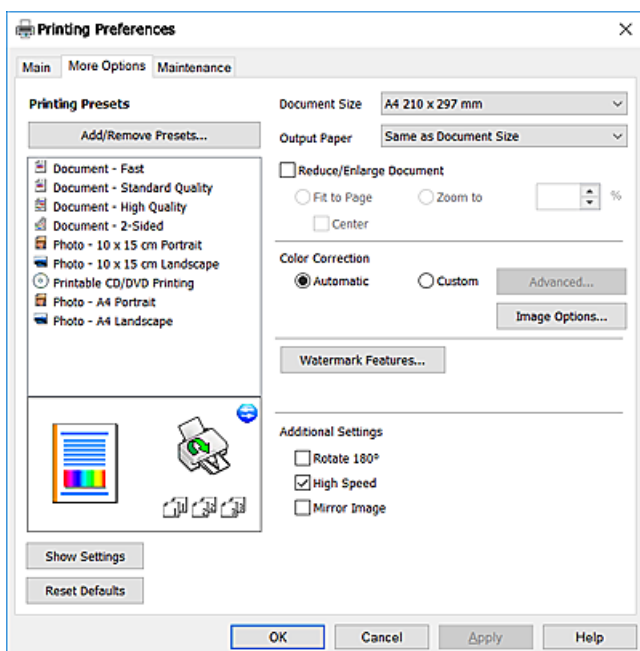 Printing Preferences
Main
More Options
Maintenance
Printing Presets
Add/Remove Presets...
Document - Fast
Document - Standard Quality
Document - High Quality
Document - 2-Sided
Photo - 10 x 15 cm Portrait
Photo - 10 x 15 cm Landscape
Printable CD/DVD Printing
Photo - A4 Portrait
Photo - A4 Landscape
Show Settings
Reset Defaults
Document Size
A4 210 x 297 mm
Output Paper
Same as Document Size
Reduce/Enlarge Document
Fit to Page
Zoom to
%
Center
Color Correction
Automatic
Custom
Advanced...
Image Options...
Watermark Features...
Additional Settings
Rotate 180°
High Speed
Mirror Image
OK
Cancel
Apply
Help